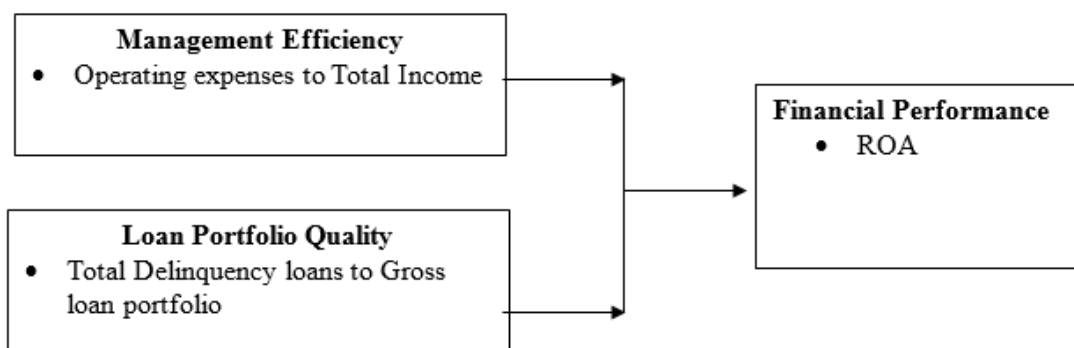 Management Efficiency
• Operating expenses to Total Income
Financial Performance
• ROA
Loan Portfolio Quality
• Total Delinquency loans to Gross
loan portfolio